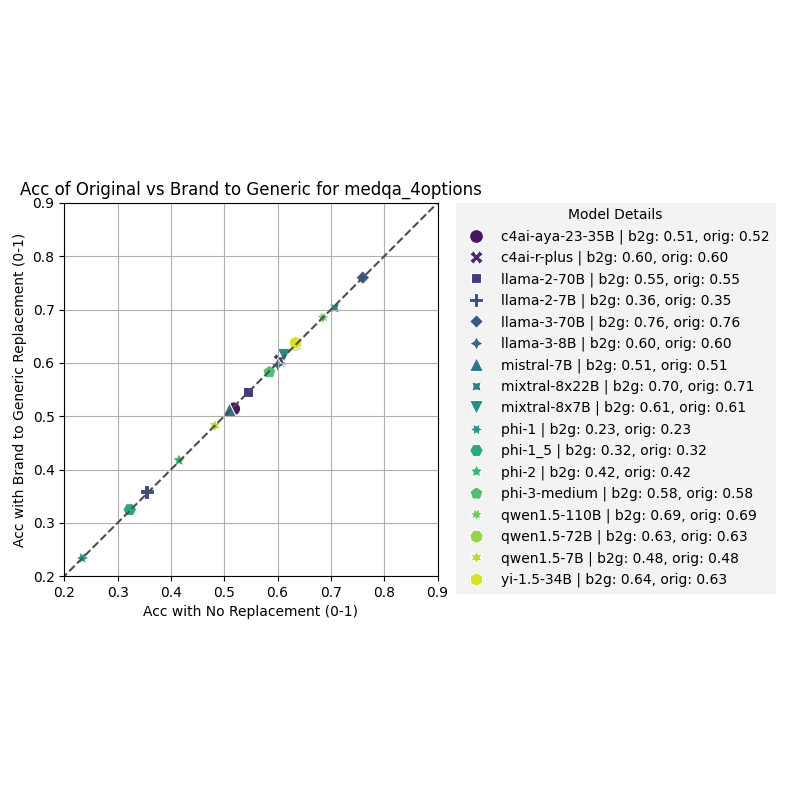 Acc of Original vs Brand to Generic for medqa_4options
0.9
0.8
0.7
0.6
0.5
0.4
0.3
0.2
Acc with Brand to Generic Replacement (0-1)
0.2 0.3 0.4 0.5 0.6 0.7 0.8 0.9
Acc with No Replacement (0-1)
Model Details
c4ai-aya-23-35B | b2g: 0.51, orig: 0.52
c4ai-r-plus | b2g: 0.60, orig: 0.60
llama-2-70B | b2g: 0.55, orig: 0.55
llama-2-7B | b2g: 0.36, orig: 0.35
llama-3-70B | b2g: 0.76, orig: 0.76
llama-3-8B | b2g: 0.60, orig: 0.60
mistral-7B | b2g: 0.51, orig: 0.51
mixtral-8x22B | b2g: 0.70, orig: 0.71
mixtral-8x7B | b2g: 0.61, orig: 0.61
phi-1 | b2g: 0.23, orig: 0.23
phi-1_5 | b2g: 0.32, orig: 0.32
phi-2 | b2g: 0.42, orig: 0.42
phi-3-medium | b2g: 0.58, orig: 0.58
qwen1.5-110B | b2g: 0.69, orig: 0.69
qwen1.5-72B | b2g: 0.63, orig: 0.63
qwen1.5-7B | b2g: 0.48, orig: 0.48
yi-1.5-34B | b2g: 0.64, orig: 0.63